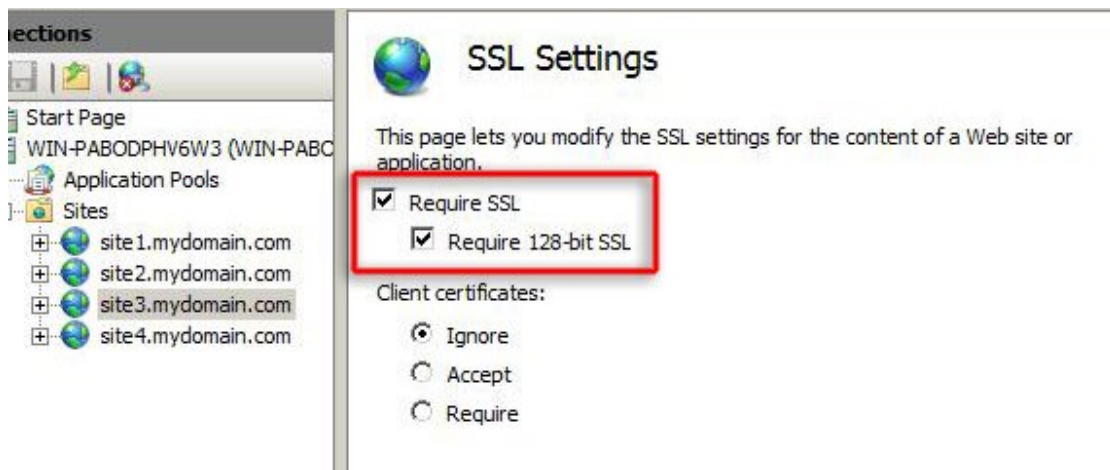 ections
Start Page
WIN-PABODPHV6W3 (WIN-PABO
Application Pools
Sites
site1.mydomain.com
site2.mydomain.com
site3.mydomain.com
site4.mydomain.com
SSL Settings
This page lets you modify the SSL settings for the content of a Web site or
application.
Require SSL
Require 128-bit SSL
Client certificates:
Ignore
Accept
Require